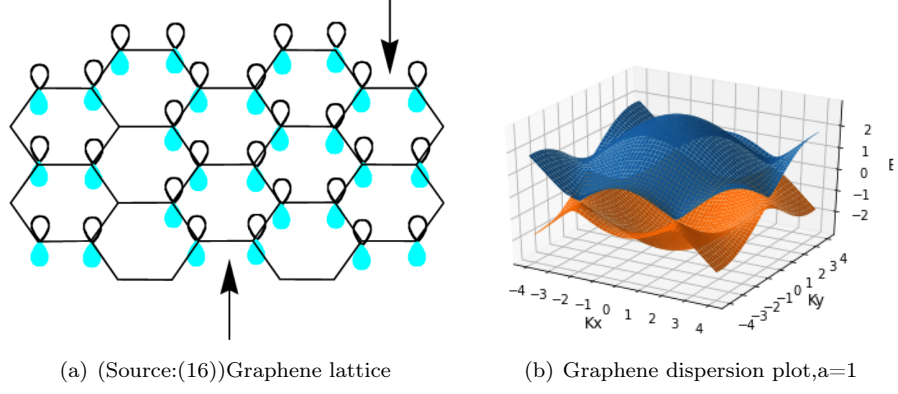 2
1
0
−1
−2
E
−4 −3 −2 −1 0 1 2 3 4
Kx
−4 −3 −2 −1 0 1 2 3 4
Ky
(a) (Source:(16))Graphene lattice
(b) Graphene dispersion plot,a=1